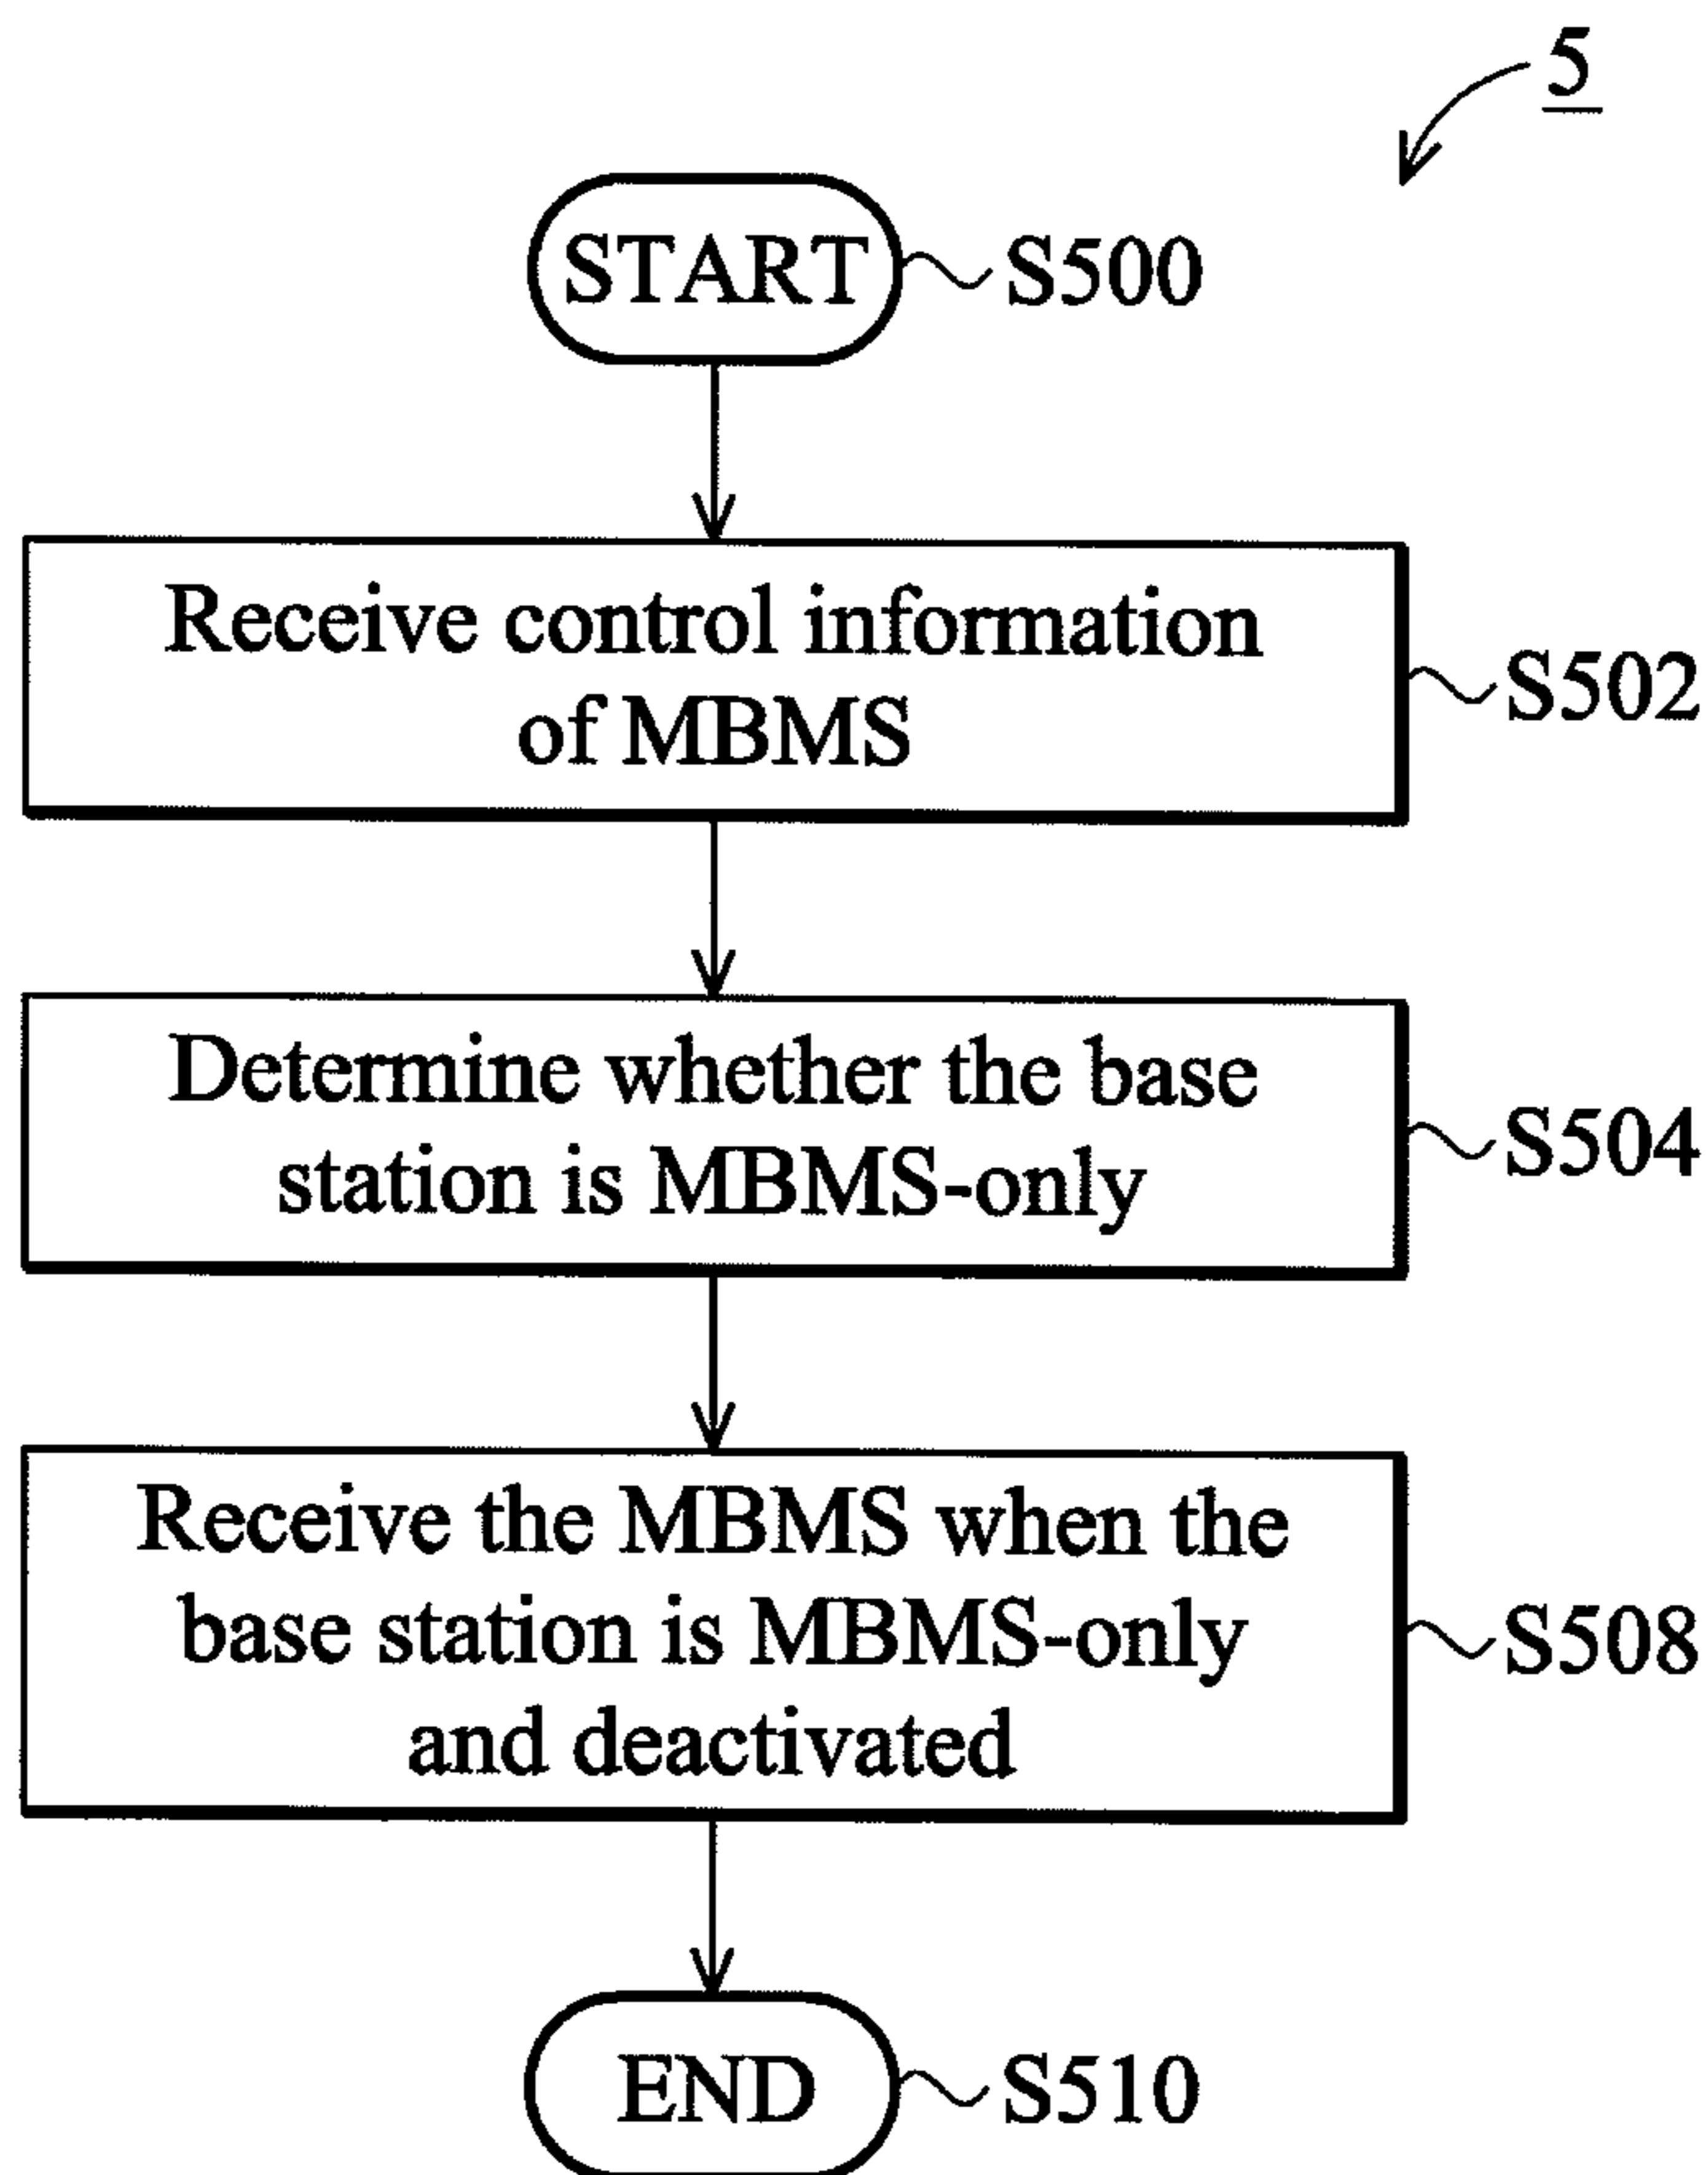 5
START
S500
Receive control information
of MBMS
S502
Determine whether the base
station is MBMS-only
S504
Receive the MBMS when the
base station is MBMS-only
and deactivated
S508
END
S510